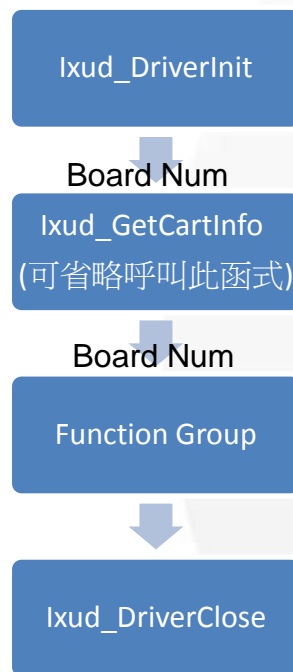 Ixud_DriverInit
Board Num
Ixud_GetCartInfo
(可省略呼叫此函式)
Board Num
Function Group
Ixud_DriverClose